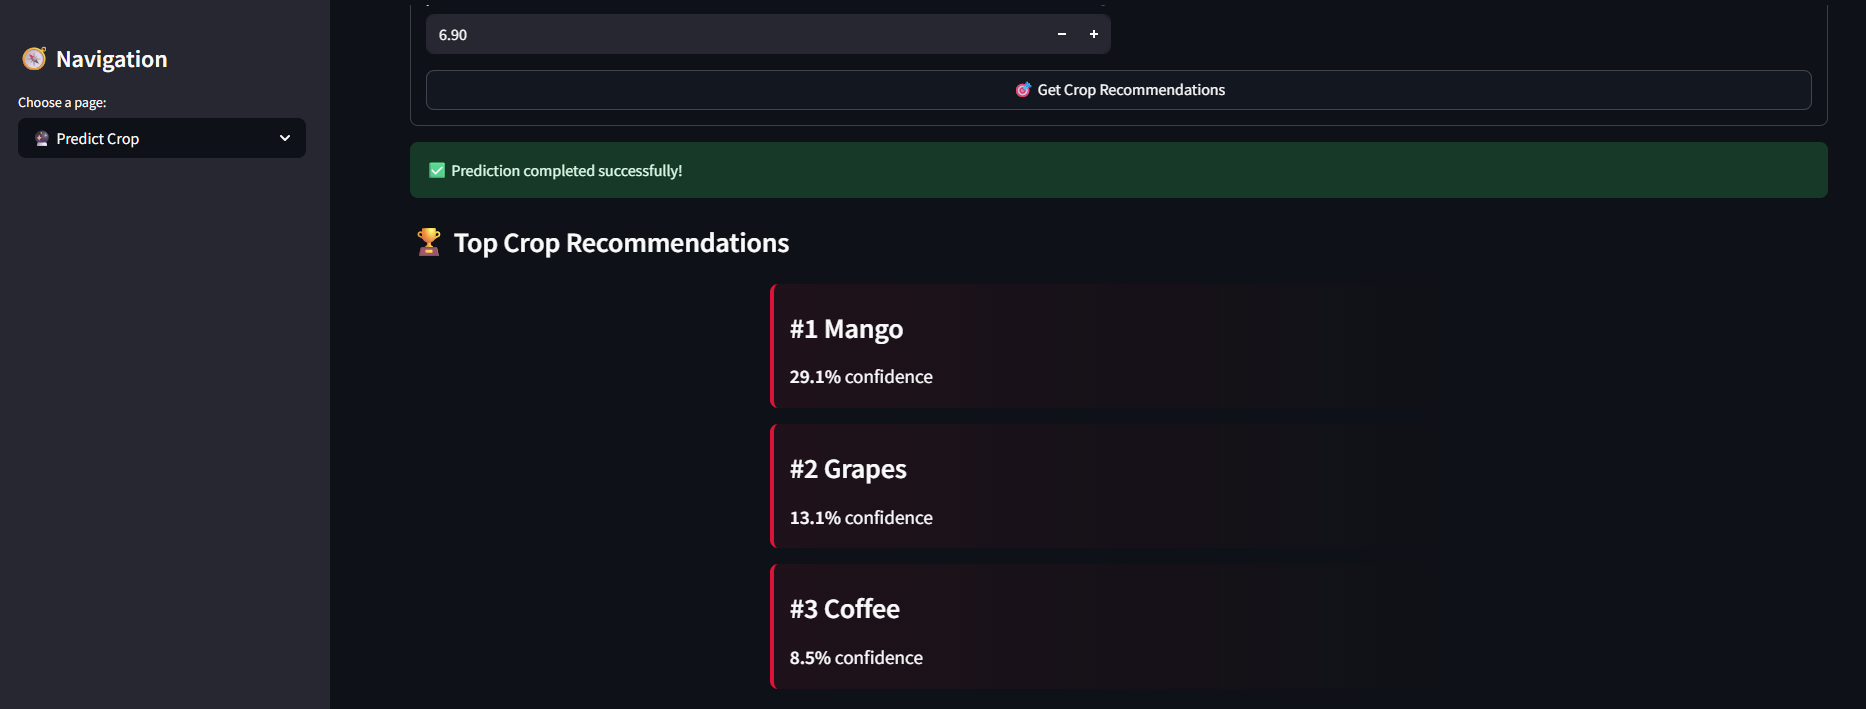 Navigation
Choose a page:
Predict Crop
6.90
Get Crop Recommendations
Prediction completed successfully!
Top Crop Recommendations
#1 Mango
29.1% confidence
#2 Grapes
13.1% confidence
#3 Coffee
8.5% confidence